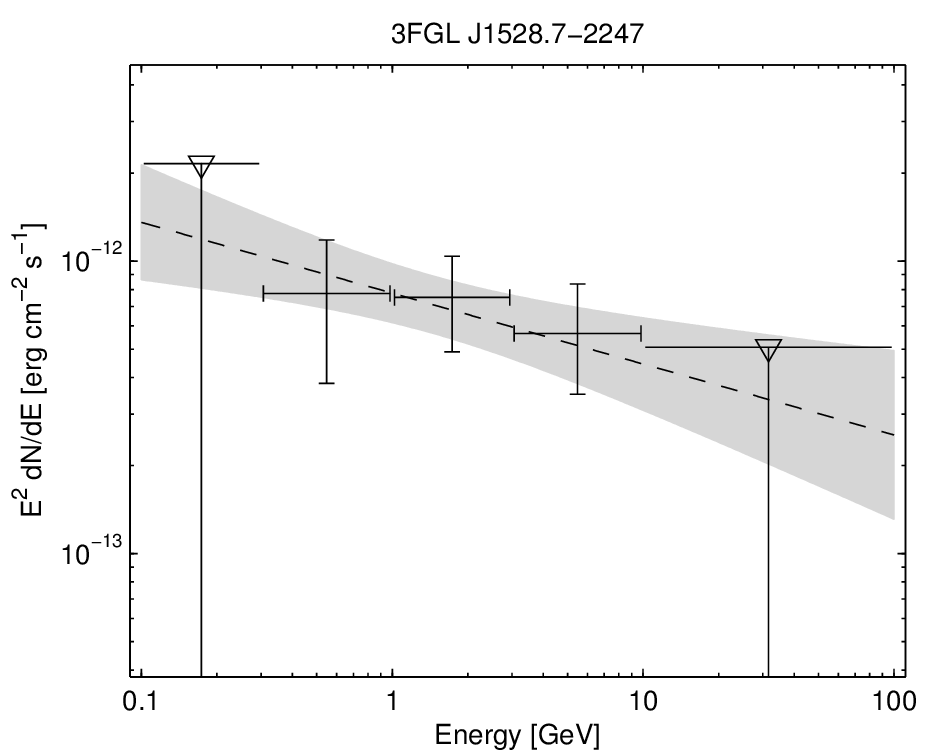 3FGL J1528.7−2247
E² dN/dE [erg cm⁻² s⁻¹]
10⁻¹²
10⁻¹³
0.1 1 10 100
Energy [GeV]